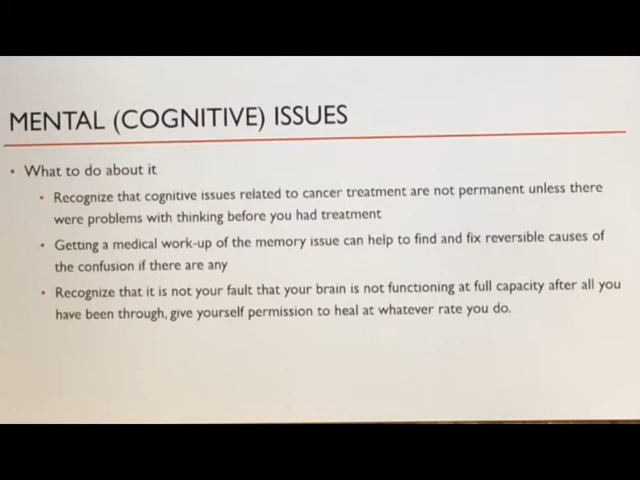 MENTAL (COGNITIVE) ISSUES
• What to do about it
• Recognize that cognitive issues related to cancer treatment are not permanent unless there
were problems with thinking before you had treatment
• Getting a medical work-up of the memory issue can help to find and fix reversible causes of
the confusion if there are any
• Recognize that it is not your fault that your brain is not functioning at full capacity after all you
have been through, give yourself permission to heal at whatever rate you do.